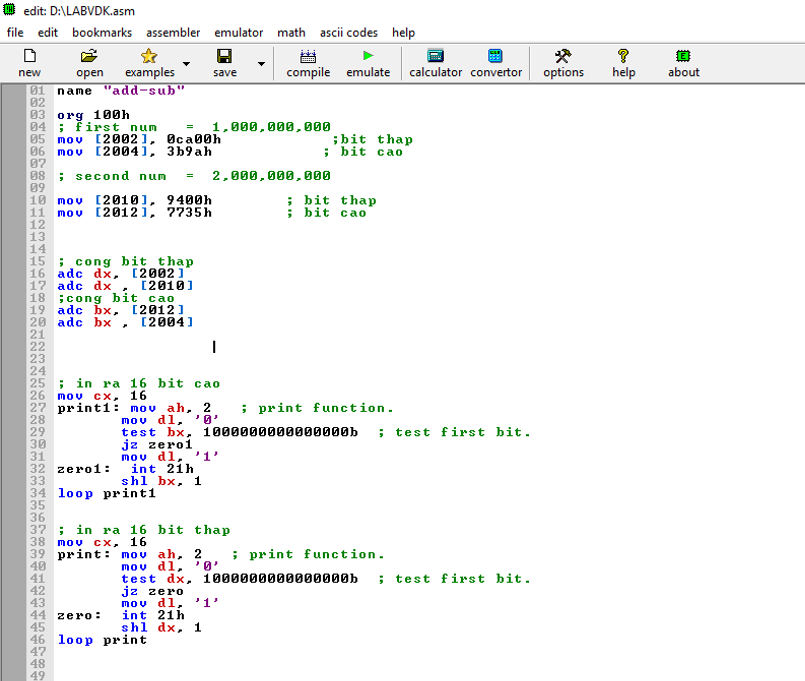 edit: D:\LABVDK.asm
file edit bookmarks assembler emulator math ascii codes help
new open examples save compile emulate calculator convertor options help about
01 name "add-sub"
02
03 org 100h
04 ; first num = 1,000,000,000
05 mov [2002], 0ca00h ;bit thap
06 mov [2004], 3b9ah ; bit cao
07
08 ; second num = 2,000,000,000
09
10 mov [2010], 9400h ; bit thap
11 mov [2012], 7735h ; bit cao
12
13
14
15 ; cong bit thap
16 adc dx, [2002]
17 adc dx , [2010]
18 ;cong bit cao
19 adc bx, [2012]
20 adc bx , [2004]
21
22
23
24
25 ; in ra 16 bit cao
26 mov cx, 16
27 print1: mov ah, 2 ; print function.
28 mov dl, '0'
29 test bx, 1000000000000000b ; test first bit.
30 jz zero1
31 mov dl, '1'
32 zero1: int 21h
33 shl bx, 1
34 loop print1
35
36
37 ; in ra 16 bit thap
38 mov cx, 16
39 print: mov ah, 2 ; print function.
40 mov dl, '0'
41 test dx, 1000000000000000b ; test first bit.
42 jz zero
43 mov dl, '1'
44 zero: int 21h
45 shl dx, 1
46 loop print
47
48
49